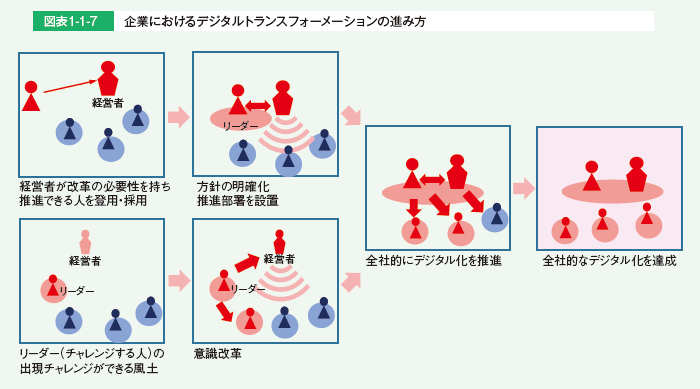 図表1-1-7
企業におけるデジタルトランスフォーメーションの進み方
経営者
経営者が改革の必要性を持ち
推進できる人を登用・採用
リーダー
方針の明確化
推進部署を設置
経営者
リーダー
リーダー（チャレンジする人）の
出現チャレンジができる風土
経営者
リーダー
意識改革
全社的にデジタル化を推進
全社的なデジタル化を達成